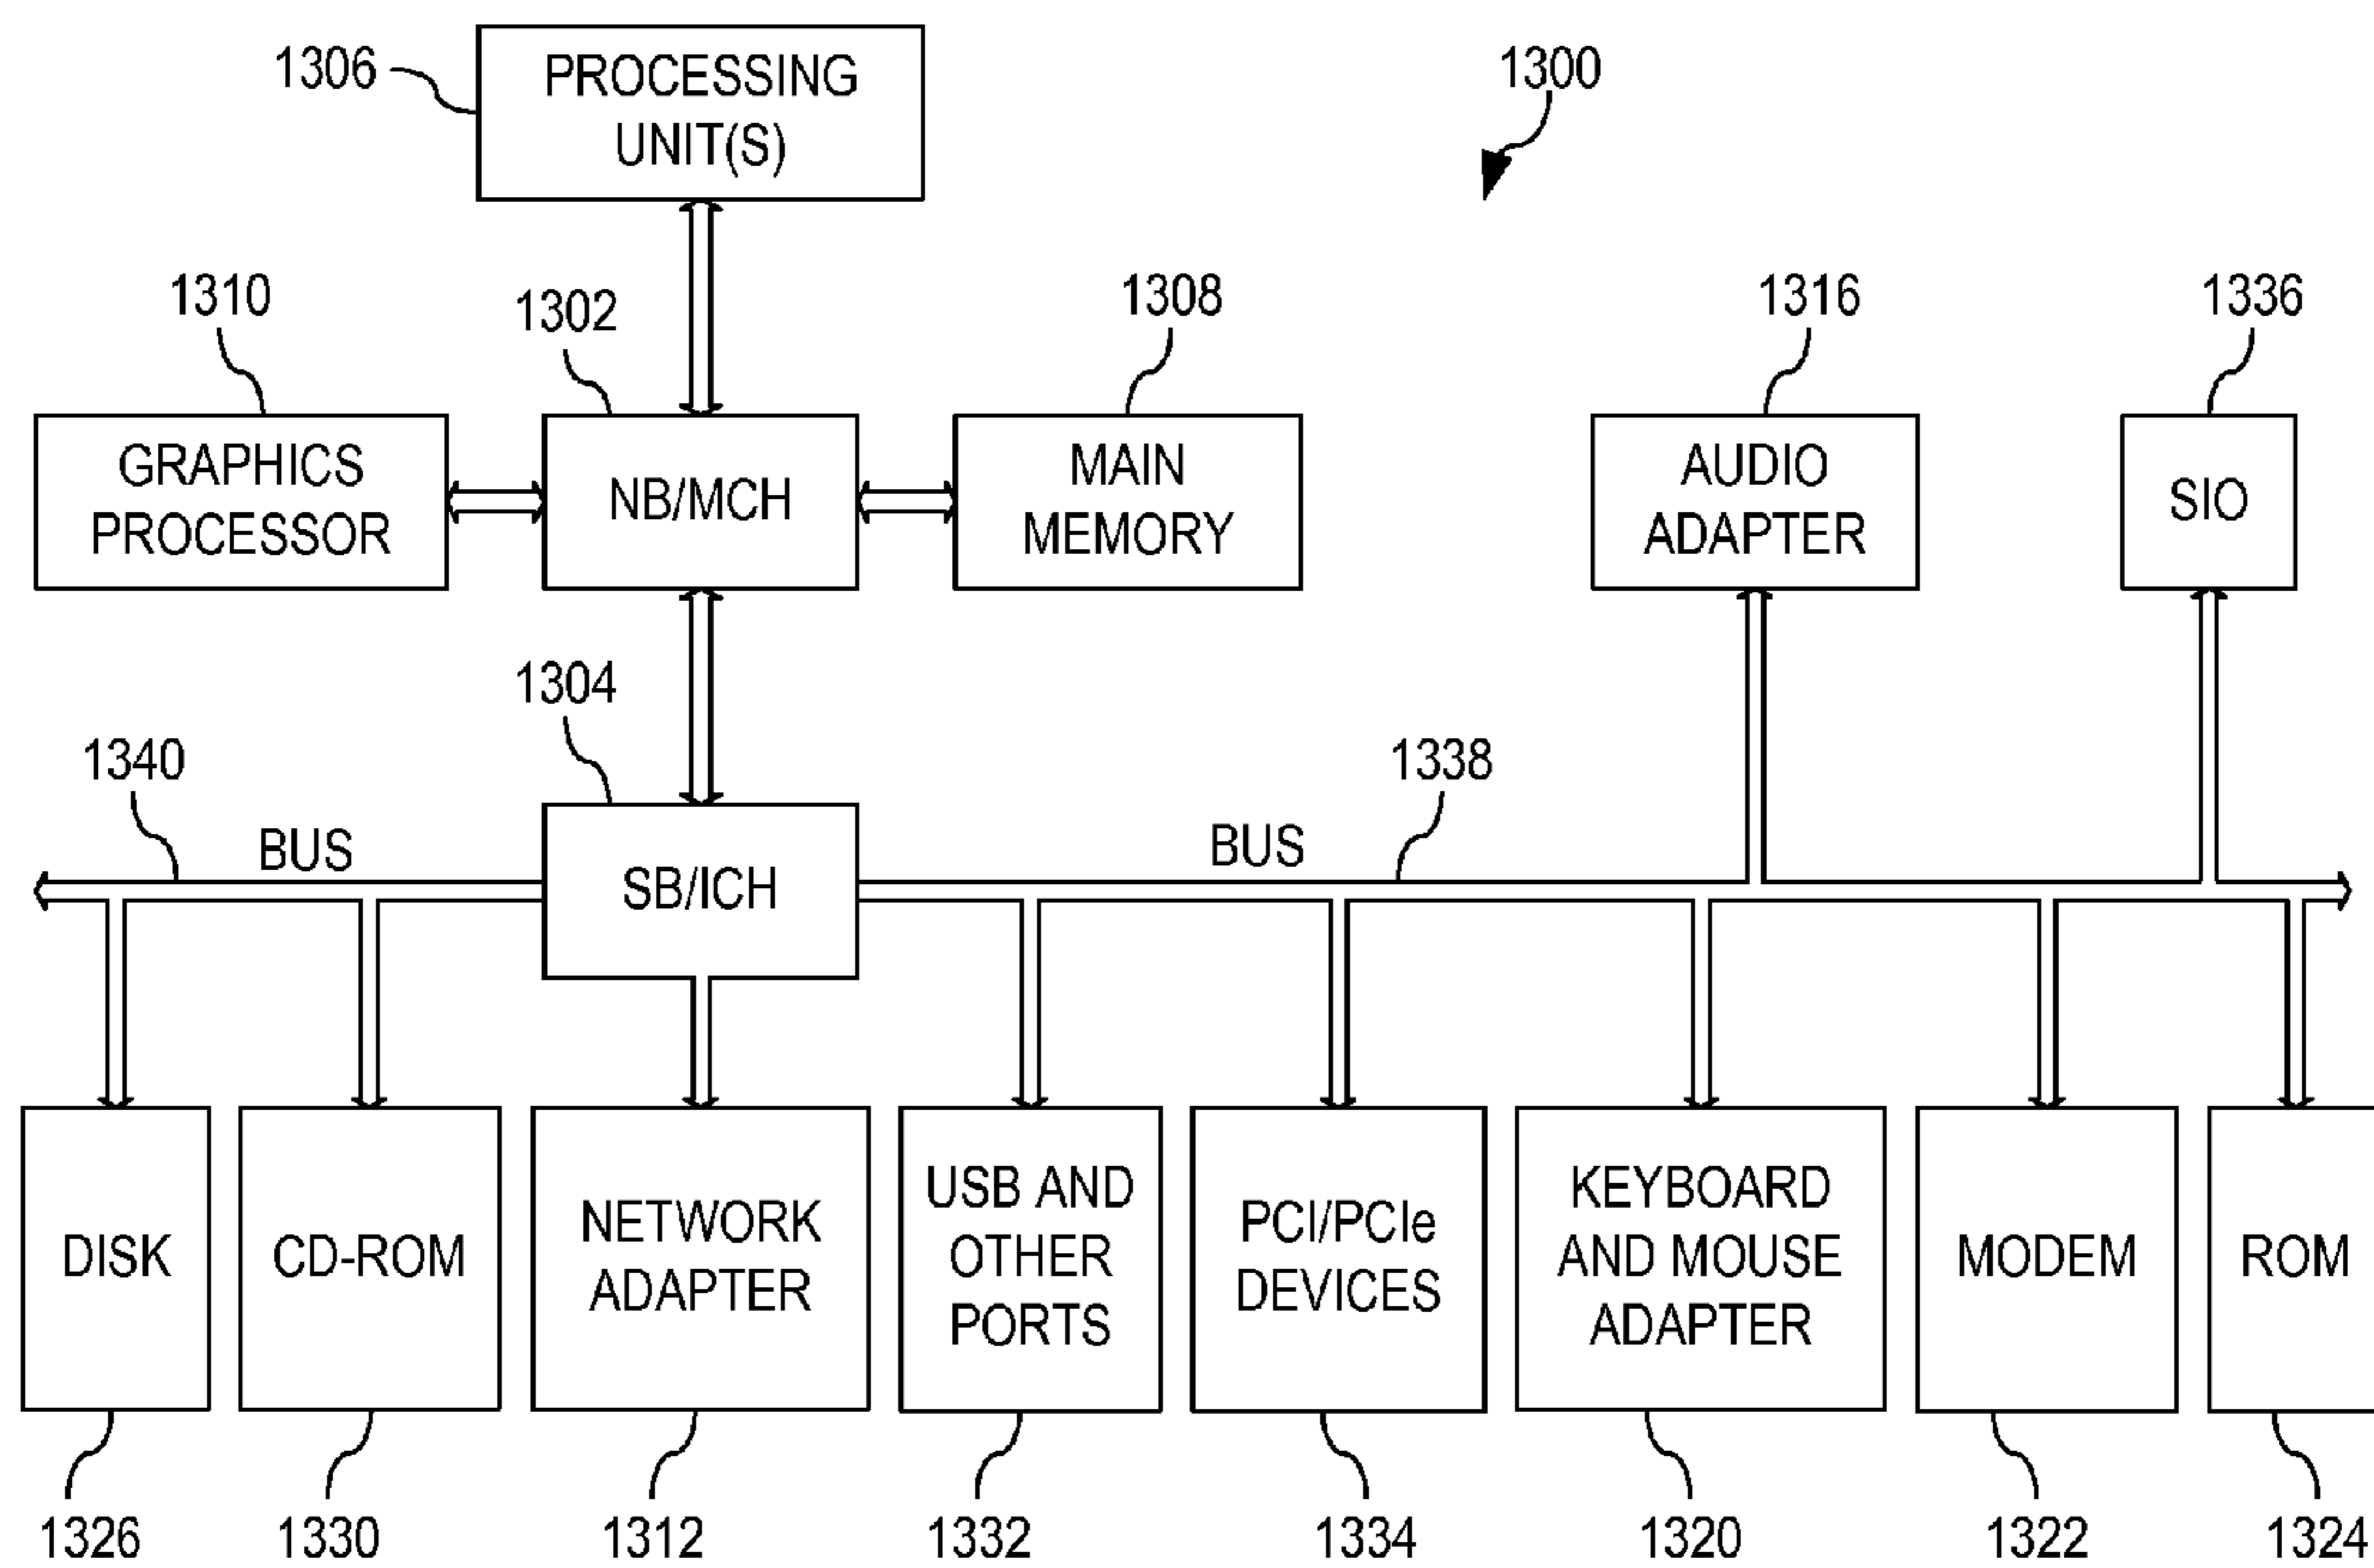 1306
PROCESSING
UNIT(S)
1300
1310
1302
1308
1316
1336
GRAPHICS
PROCESSOR
NB/MCH
MAIN
MEMORY
AUDIO
ADAPTER
SIO
1304
1340
1338
BUS
BUS
SB/ICH
DISK
CD-ROM
NETWORK
ADAPTER
USB AND
OTHER
PORTS
PCI/PCIe
DEVICES
KEYBOARD
AND MOUSE
ADAPTER
MODEM
ROM
1326
1330
1312
1332
1334
1320
1322
1324